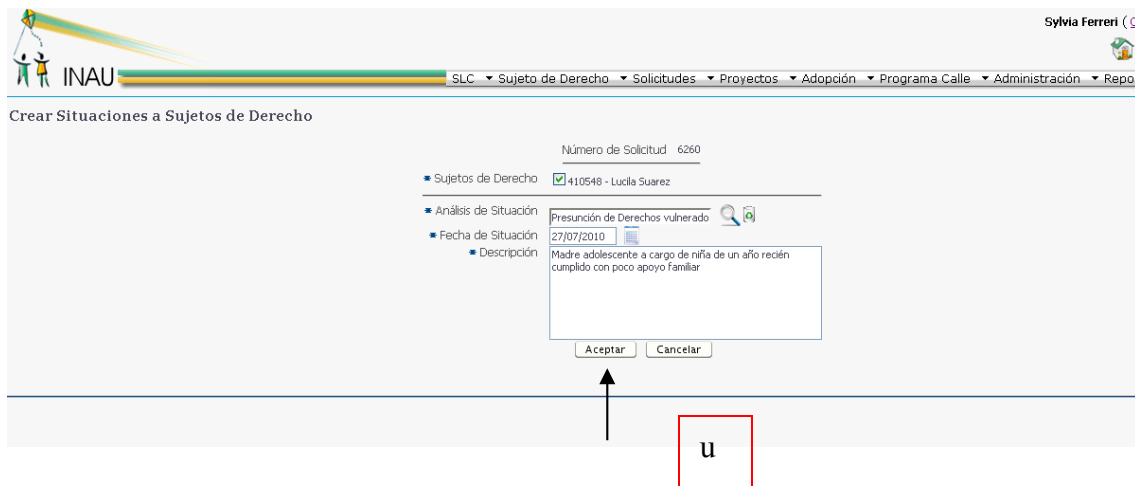 Sylvia Ferreri (
INAU
SLC Sujeto de Derecho Solicitudes Proyectos Adopción Programa Calle Administración Repo
Crear Situaciones a Sujetos de Derecho
Número de Solicitud 6260
Sujetos de Derecho 410548 - Lucila Suarez
Análisis de Situación Presunción de Derechos vulnerado
Fecha de Situación 27/07/2010
Descripción Madre adolescente a cargo de niña de un año recién
cumplido con poco apoyo familiar
Aceptar Cancelar
u